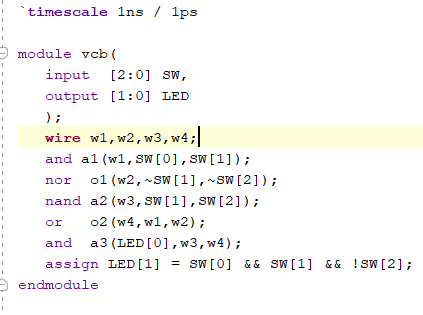 `timescale 1ns / 1ps
module vcb(
input [2:0] SW,
output [1:0] LED
);
wire w1,w2,w3,w4;
and a1(w1,SW[0],SW[1]);
nor o1(w2,~SW[1],~SW[2]);
nand a2(w3,SW[1],SW[2]);
or o2(w4,w1,w2);
and a3(LED[0],w3,w4);
assign LED[1] = SW[0] && SW[1] && !SW[2];
endmodule